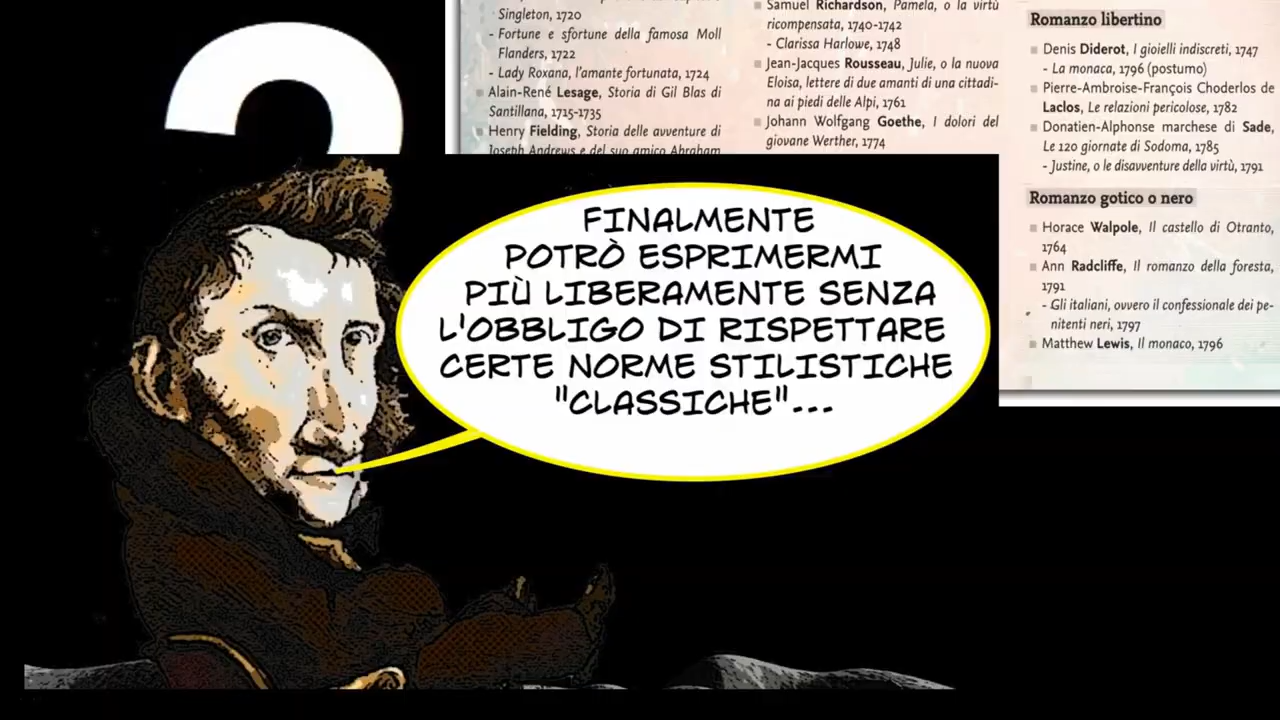 Singleton, 1720
- Fortune e sfortune della famosa Moll
Flanders, 1722
- Lady Roxana, l'amante fortunata, 1724
Alain-René Lesage, Storia di Gil Blas di
Santillana, 1715-1735
Henry Fielding, Storia delle avventure di
Joseph Andrews e del suo amico Abraham
Samuel Richardson, Pamela, o la virtù
ricompensata, 1740-1742
- Clarissa Harlowe, 1748
Jean-Jacques Rousseau, Julie, o la nuova
Eloisa, lettere di due amanti di una cittadi-
na ai piedi delle Alpi, 1761
Johann Wolfgang Goethe, I dolori del
giovane Werther, 1774
Romanzo libertino
Denis Diderot, I gioielli indiscreti, 1747
- La monaca, 1796 (postumo)
Pierre-Ambroise-François Choderlos de
Laclos, Le relazioni pericolose, 1782
Donatien-Alphonse marchese di Sade,
Le 120 giornate di Sodoma, 1785
- Justine, o le disavventure della virtù, 1791
Romanzo gotico o nero
Horace Walpole, Il castello di Otranto,
1764
Ann Radcliffe, Il romanzo della foresta,
1791
- Gli italiani, ovvero il confessionale dei pe-
nitenti neri, 1797
Matthew Lewis, Il monaco, 1796
FINALMENTE
POTRÒ ESPRIMERMI
PIÙ LIBERAMENTE SENZA
L'OBBLIGO DI RISPETTARE
CERTE NORME STILISTICHE
"CLASSICHE"...